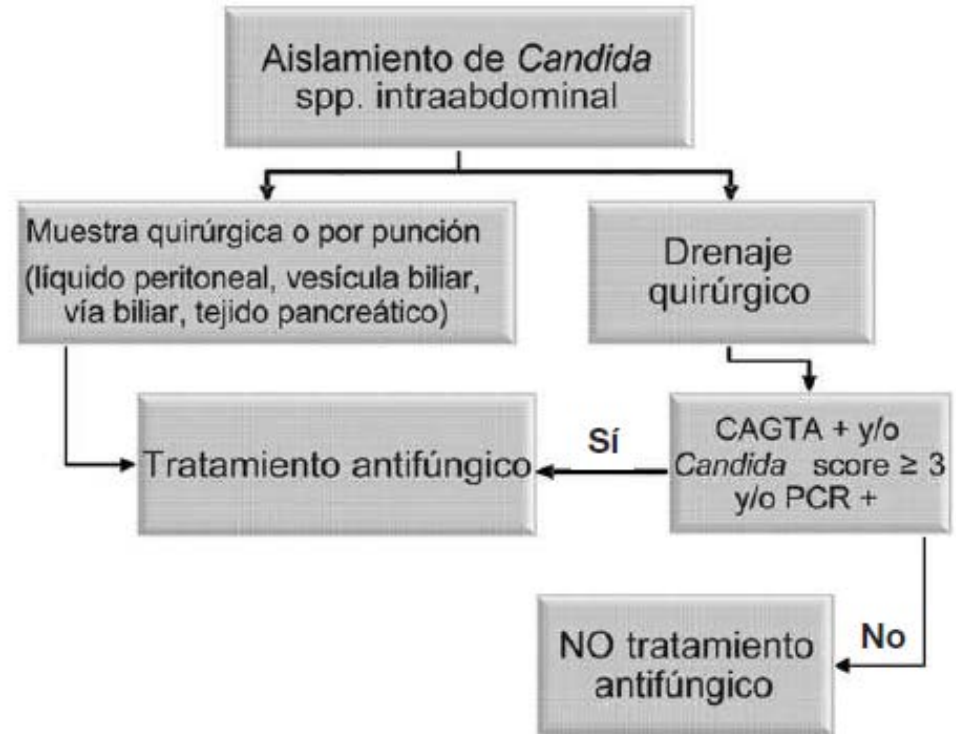 Aislamiento de Candida
spp. intraabdominal
Muestra quirúrgica o por punción
(líquido peritoneal, vesícula biliar,
vía biliar, tejido pancreático)
Drenaje
quirúrgico
Tratamiento antifúngico
Sí
CAGTA + y/o
Candida score ≥ 3
y/o PCR +
NO tratamiento
antifúngico
No